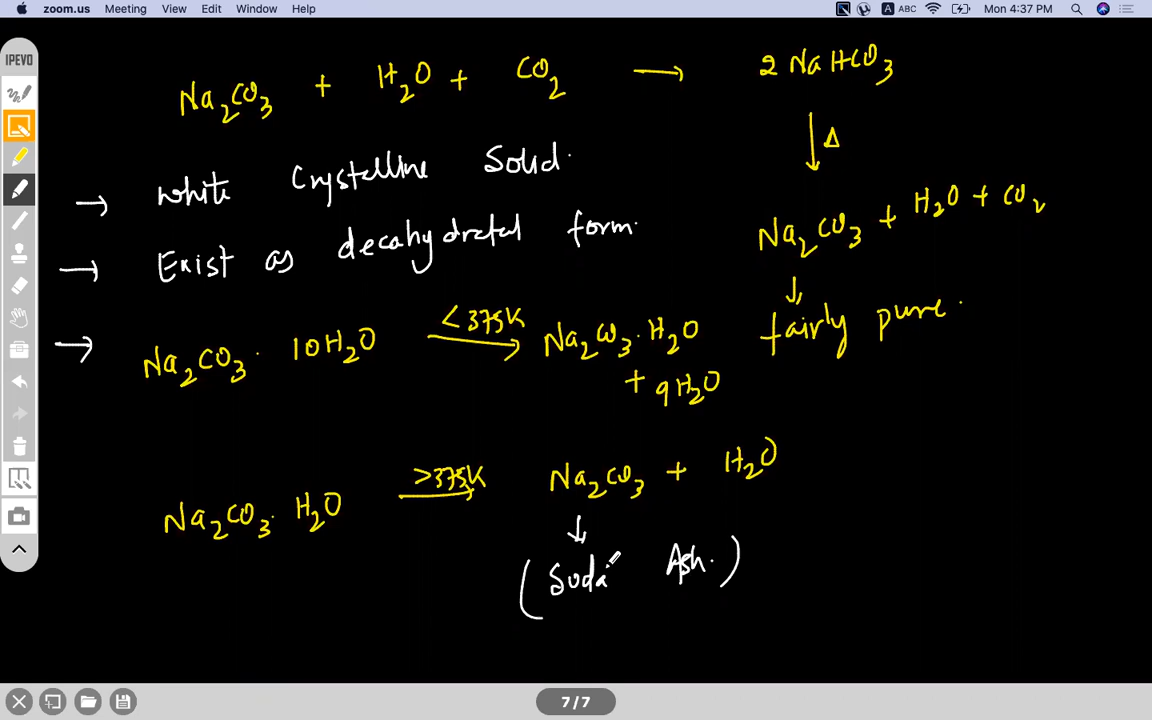 zoom.us Meeting View Edit Window Help ABC Mon 4:37 PM
IPEVO
Na₂CO₃ + H₂O + CO₂ → 2 NaHCO₃
↓ Δ
→ White Crystalline Solid.
Na₂CO₃ + H₂O + CO₂
→ Exist as decahydratal form.
↓
fairly pure.
→ Na₂CO₃. 10H₂O <375K → Na₂CO₃. H₂O
+ 9H₂O
Na₂CO₃. H₂O >375K → Na₂CO₃ + H₂O
↓
(Soda Ash.)
7/7